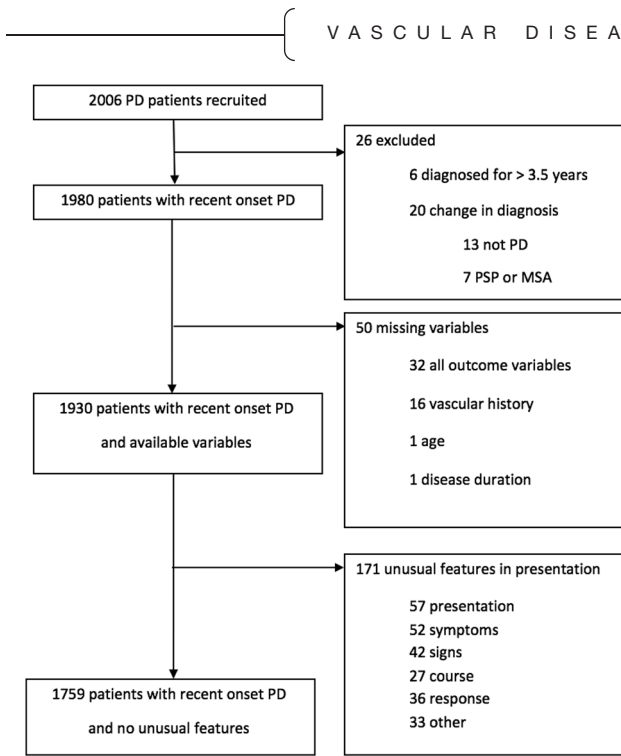 VASCULAR DISEA
2006 PD patients recruited
26 excluded
6 diagnosed for > 3.5 years
20 change in diagnosis
13 not PD
7 PSP or MSA
1980 patients with recent onset PD
50 missing variables
32 all outcome variables
16 vascular history
1 age
1 disease duration
1930 patients with recent onset PD
and available variables
171 unusual features in presentation
57 presentation
52 symptoms
42 signs
27 course
36 response
33 other
1759 patients with recent onset PD
and no unusual features